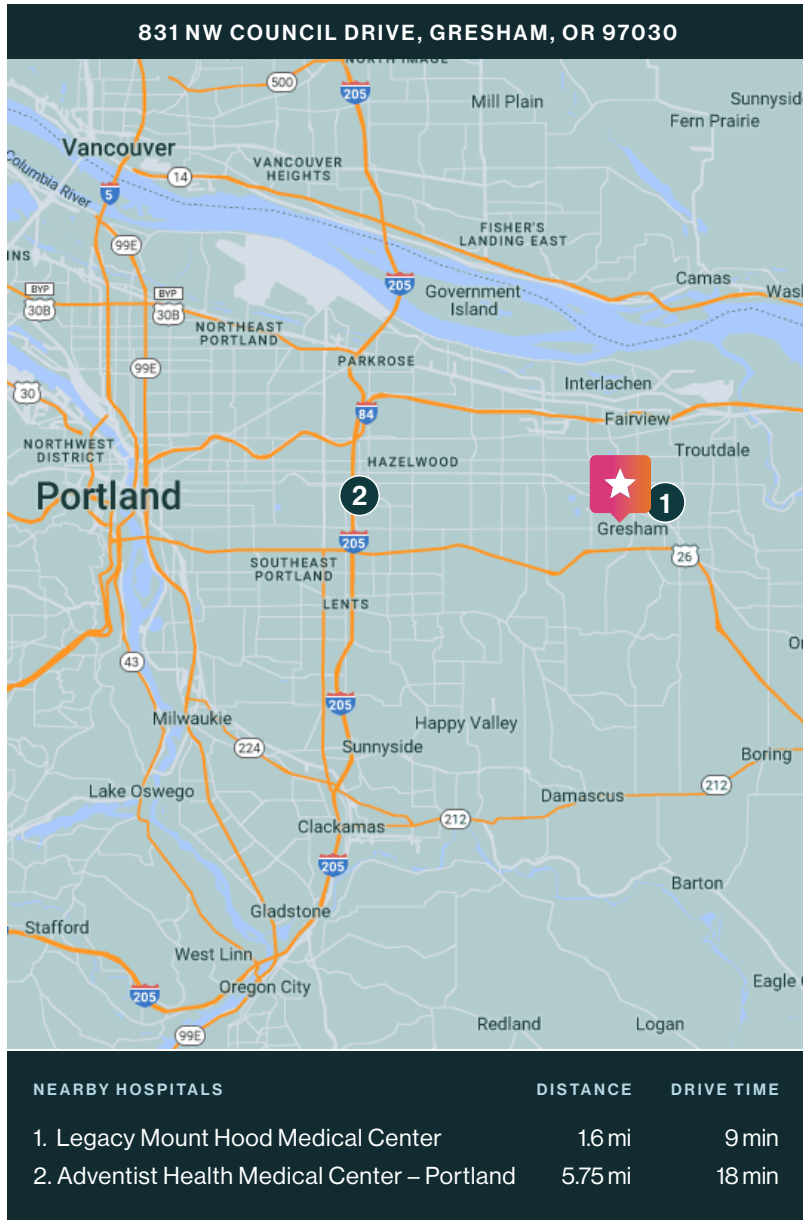 831 NW COUNCIL DRIVE, GRESHAM, OR 97030
NORTH IMAGE
500
205
Mill Plain
Sunnysid
Fern Prairie
Vancouver
VANCOUVER
HEIGHTS
14
Columbia River
5
99E
FISHER'S
LANDING EAST
INS
205
Government
Island
Camas
Wash
BYP
30B
BYP
30B
NORTHEAST
PORTLAND
PARKROSE
99E
30
84
Interlachen
Fairview
NORTHWEST
DISTRICT
HAZELWOOD
Troutdale
Portland
2
1
Gresham
205
26
SOUTHEAST
PORTLAND
LENTS
43
Or
205
Milwaukie
Happy Valley
224
Sunnyside
Boring
Lake Oswego
Damascus
212
Clackamas
212
205
Barton
Gladstone
Stafford
West Linn
205
Oregon City
Eagle
99E
Redland
Logan
NEARBY HOSPITALS DISTANCE DRIVE TIME
1. Legacy Mount Hood Medical Center 1.6 mi 9 min
2. Adventist Health Medical Center – Portland 5.75 mi 18 min